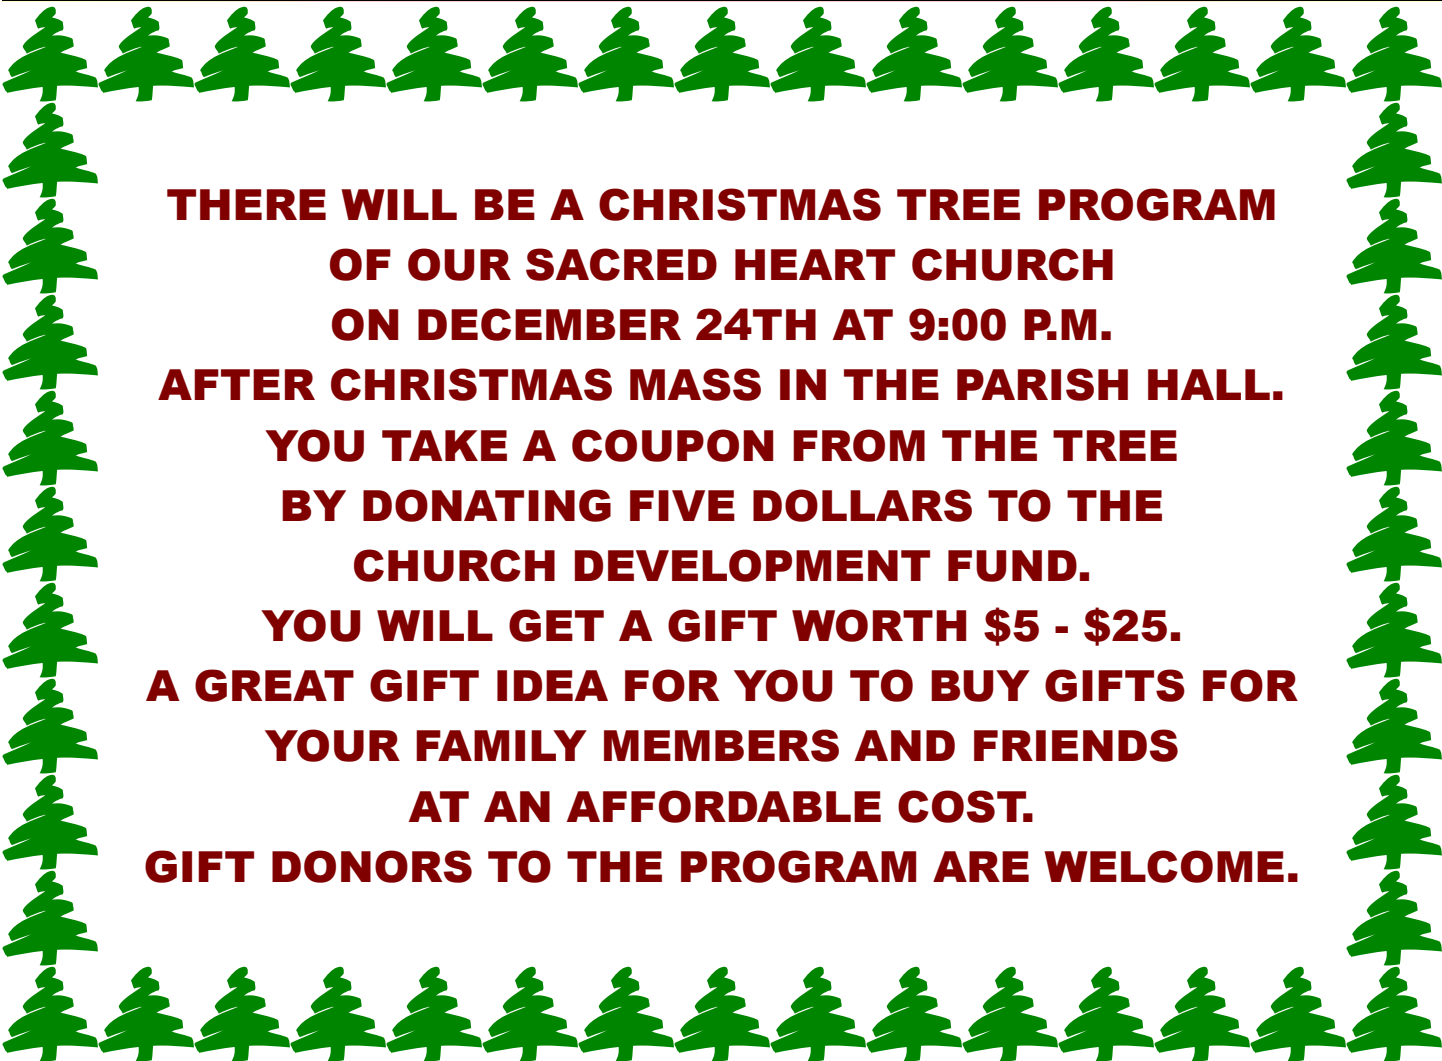 THERE WILL BE A CHRISTMAS TREE PROGRAM
OF OUR SACRED HEART CHURCH
ON DECEMBER 24TH AT 9:00 P.M.
AFTER CHRISTMAS MASS IN THE PARISH HALL.
YOU TAKE A COUPON FROM THE TREE
BY DONATING FIVE DOLLARS TO THE
CHURCH DEVELOPMENT FUND.
YOU WILL GET A GIFT WORTH $5 - $25.
A GREAT GIFT IDEA FOR YOU TO BUY GIFTS FOR
YOUR FAMILY MEMBERS AND FRIENDS
AT AN AFFORDABLE COST.
GIFT DONORS TO THE PROGRAM ARE WELCOME.